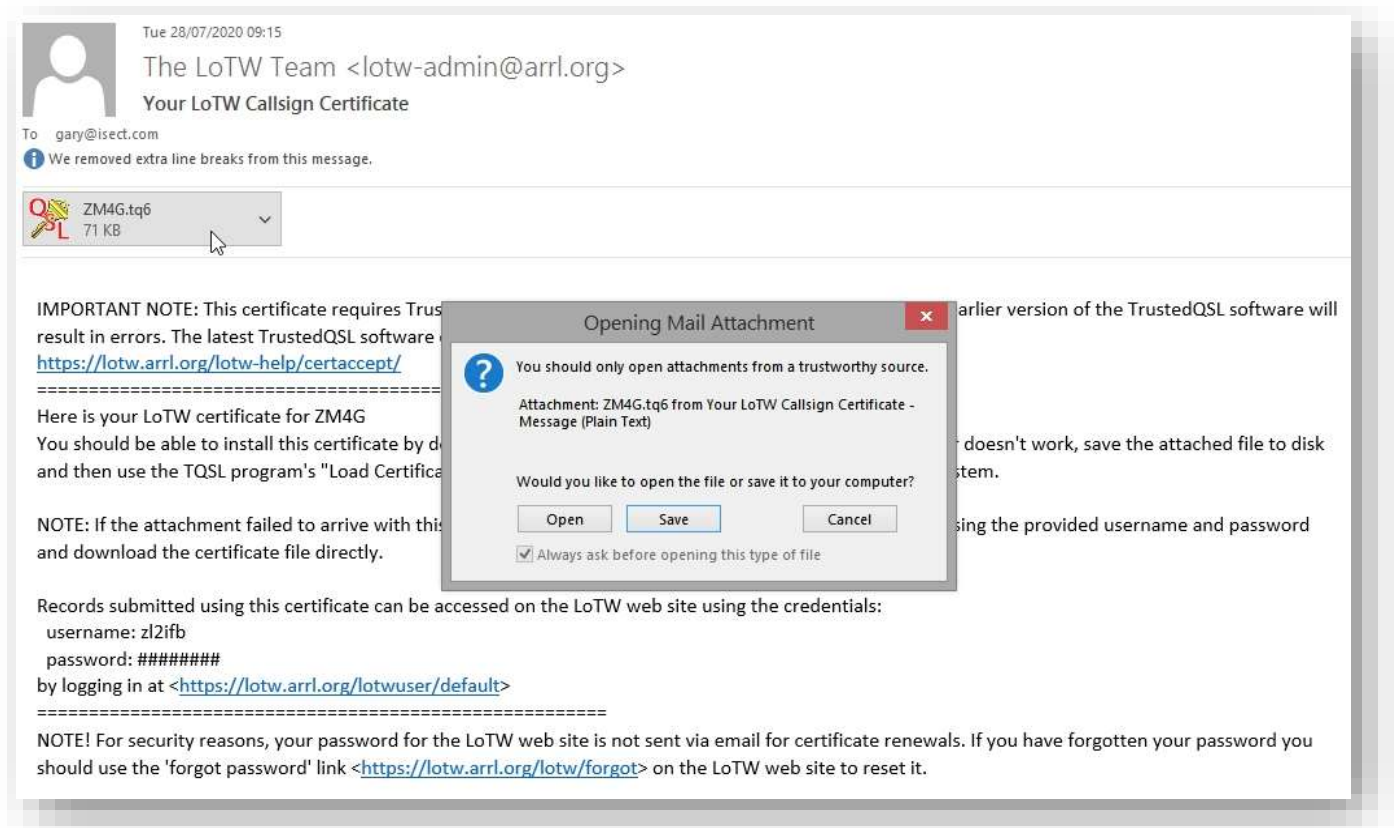 Tue 28/07/2020 09:15
The LoTW Team <lotw-admin@arrl.org>
Your LoTW Callsign Certificate
To gary@isect.com
We removed extra line breaks from this message.
QSL
ZM4G.tq6
71 KB
IMPORTANT NOTE: This certificate requires Trus
arlier version of the TrustedQSL software will
result in errors. The latest TrustedQSL software
https://lotw.arrl.org/lotw-help/certaccept/
=======================================
Here is your LoTW certificate for ZM4G
You should be able to install this certificate by d
doesn't work, save the attached file to disk
and then use the TQSL program's "Load Certifica
stem.
NOTE: If the attachment failed to arrive with this
sing the provided username and password
and download the certificate file directly.
Opening Mail Attachment
You should only open attachments from a trustworthy source.
Attachment: ZM4G.tq6 from Your LoTW Callsign Certificate -
Message (Plain Text)
Would you like to open the file or save it to your computer?
Open Save Cancel
Always ask before opening this type of file
Records submitted using this certificate can be accessed on the LoTW web site using the credentials:
username: zl2ifb
password: ########
by logging in at <https://lotw.arrl.org/lotwuser/default>
=======================================================
NOTE! For security reasons, your password for the LoTW web site is not sent via email for certificate renewals. If you have forgotten your password you
should use the 'forgot password' link <https://lotw.arrl.org/lotw/forgot> on the LoTW web site to reset it.